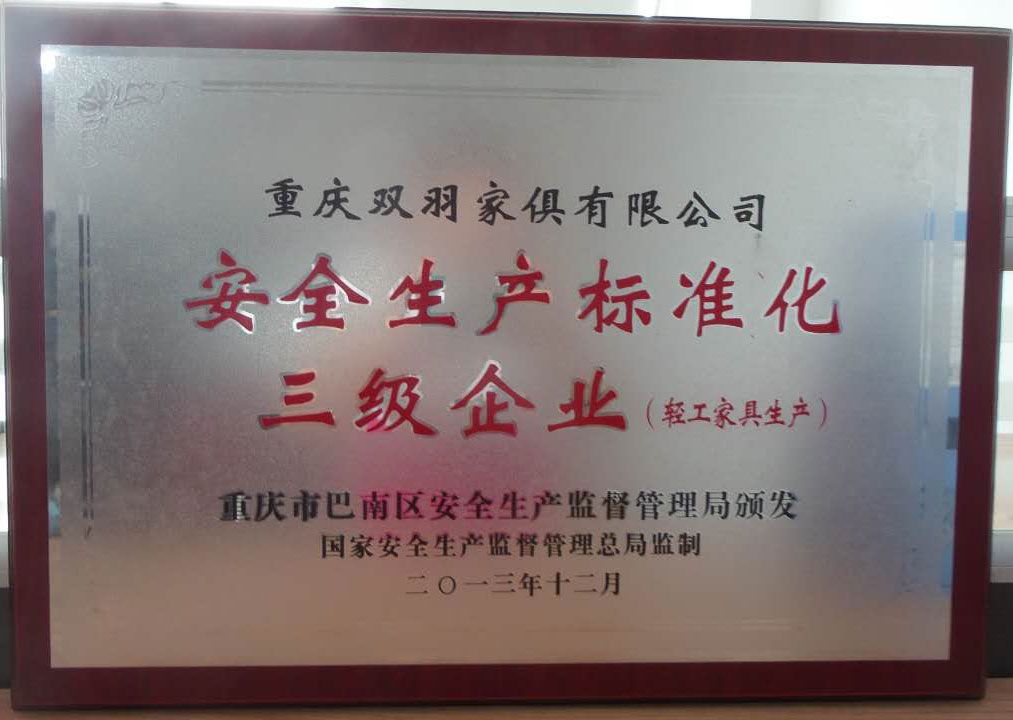 重庆双羽家俱有限公司
安全生产标准化
三级企业（轻工家具生产）
重庆市巴南区安全生产监督管理局颁发
国家安全生产监督管理总局监制
二〇一三年十二月